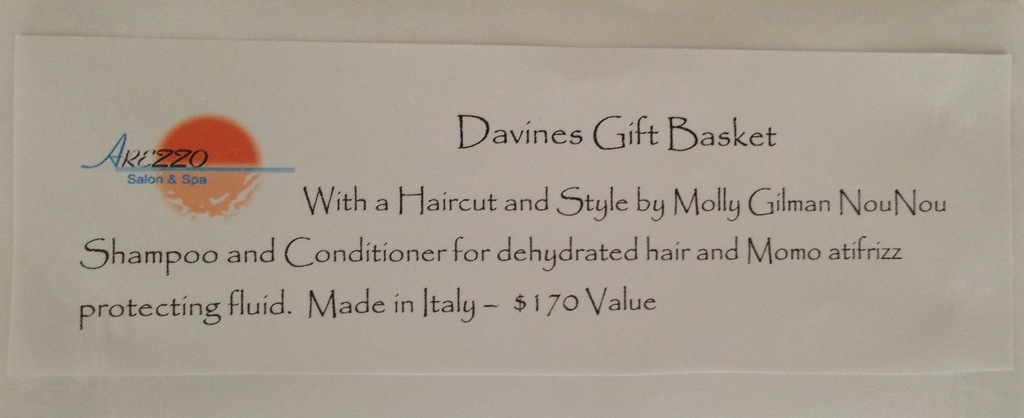 AREZZO
Salon & Spa
Davines Gift Basket
With a Haircut and Style by Molly Gilman NouNou
Shampoo and Conditioner for dehydrated hair and Momo atifrizz
protecting fluid. Made in Italy – $170 Value